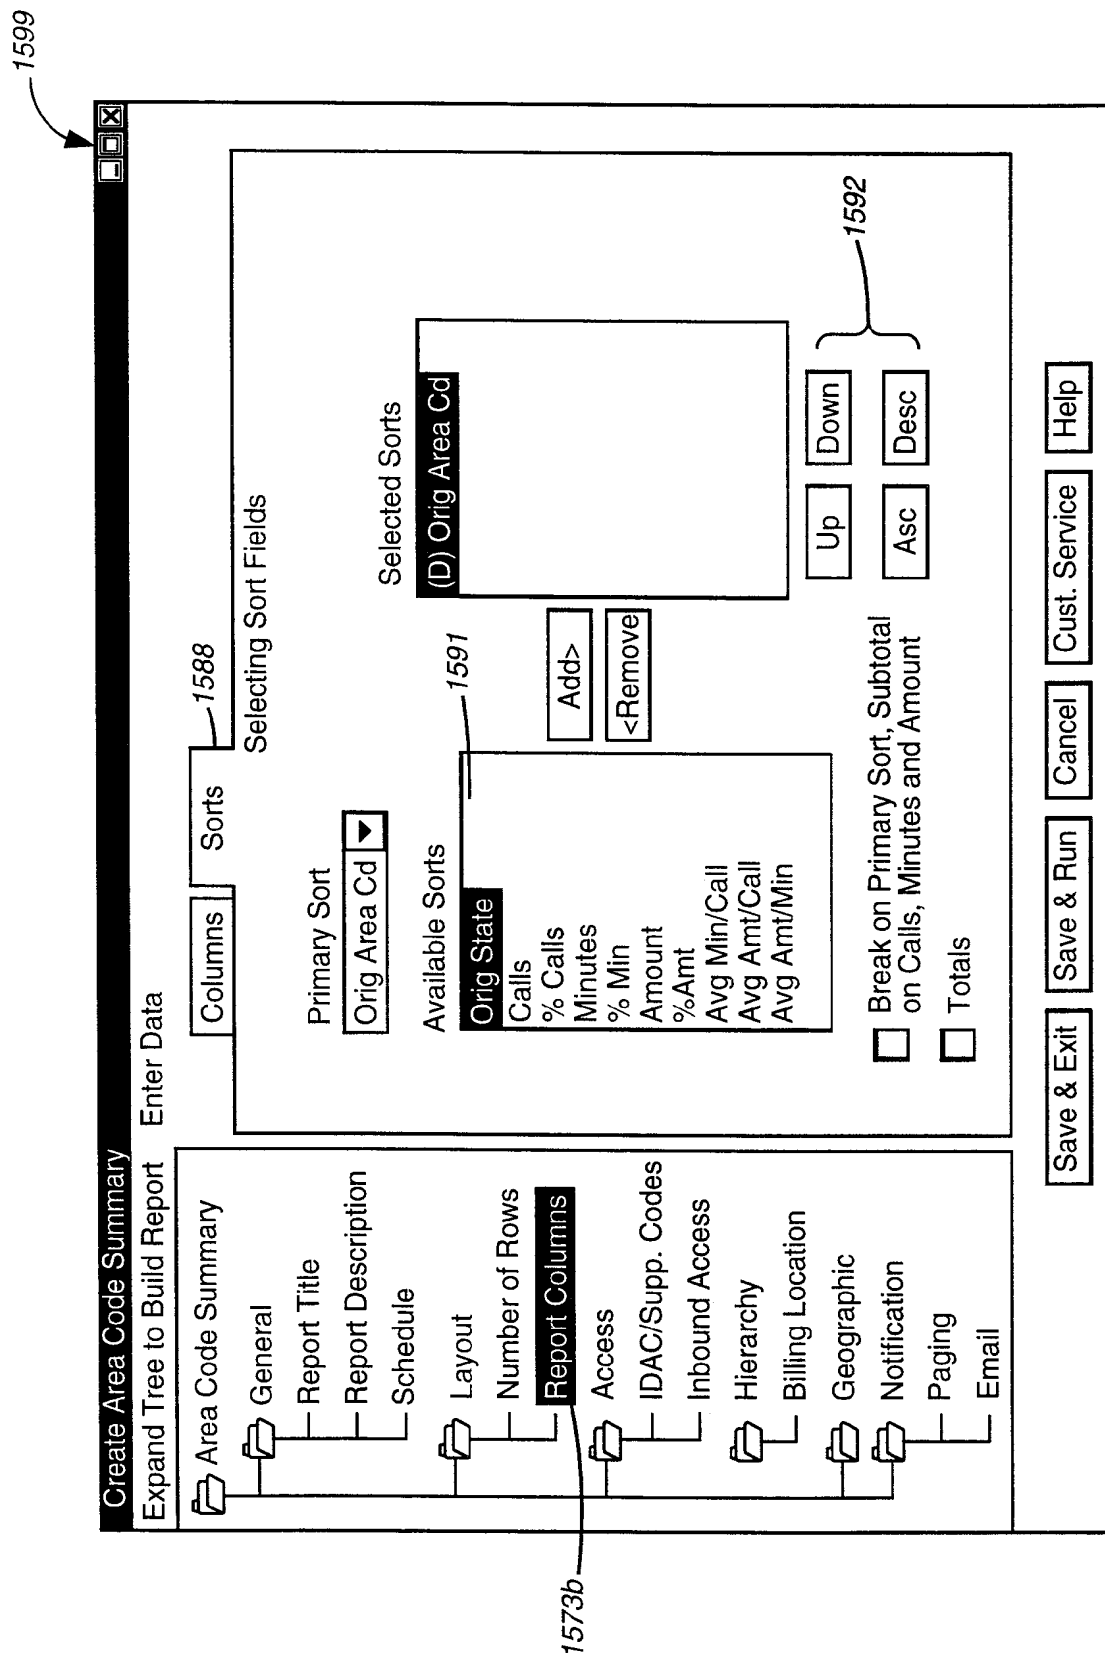 1599
Create Area Code Summary
Expand Tree to Build Report
Enter Data
Area Code Summary
General
Report Title
Report Description
Schedule
Layout
Number of Rows
Report Columns
Access
IDAC/Supp. Codes
Inbound Access
Hierarchy
Billing Location
Geographic
Notification
Paging
Email
1573b
Columns
Sorts
1588
Selecting Sort Fields
Primary Sort
Orig Area Cd
Available Sorts
Orig State
Calls
% Calls
Minutes
% Min
Amount
%Amt
Avg Min/Call
Avg Amt/Call
Avg Amt/Min
1591
Add>
<Remove
Selected Sorts
(D) Orig Area Cd
Up
Down
Asc
Desc
1592
Break on Primary Sort, Subtotal
on Calls, Minutes and Amount
Totals
Save & Exit
Save & Run
Cancel
Cust. Service
Help